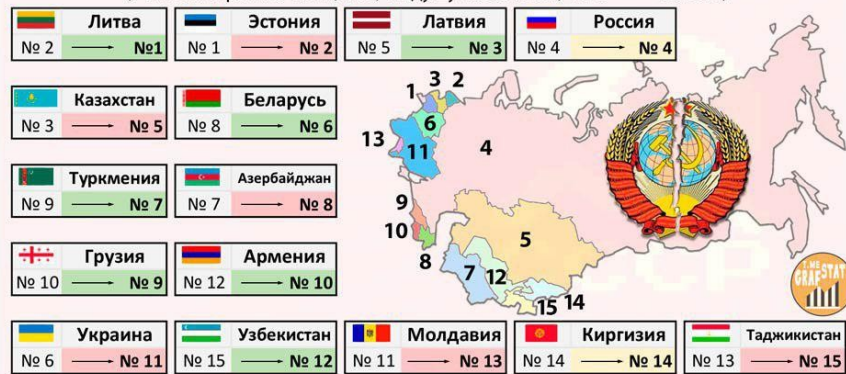 Литва
№ 2 → №1
Эстония
№ 1 → № 2
Латвия
№ 5 → № 3
Россия
№ 4 → № 4
Казахстан
№ 3 → № 5
Беларусь
№ 8 → № 6
Туркмения
№ 9 → № 7
Азербайджан
№ 7 → № 8
Грузия
№ 10 → № 9
Армения
№ 12 → № 10
Украина
№ 6 → № 11
Узбекистан
№ 15 → № 12
Молдавия
№ 11 → № 13
Киргизия
№ 14 → № 14
Таджикистан
№ 13 → № 15
1
3
2
6
13
11
4
9
10
8
5
7
12
15
14
T.ME
GRAFSTAT